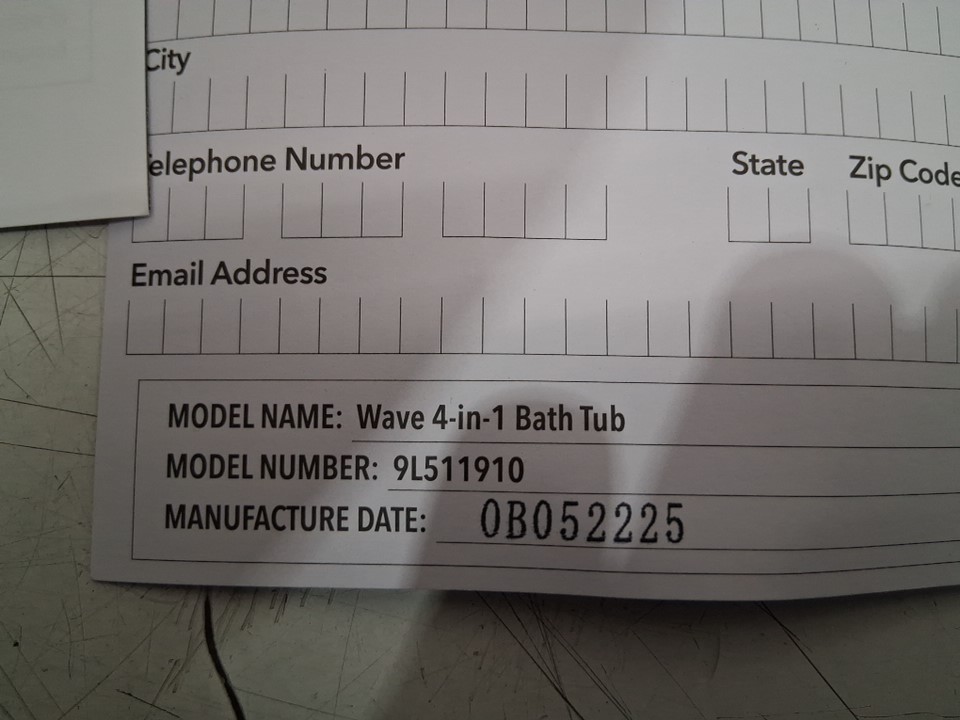 City
Telephone Number State Zip Code
Email Address
MODEL NAME: Wave 4-in-1 Bath Tub
MODEL NUMBER: 9L511910
MANUFACTURE DATE: 0B052225